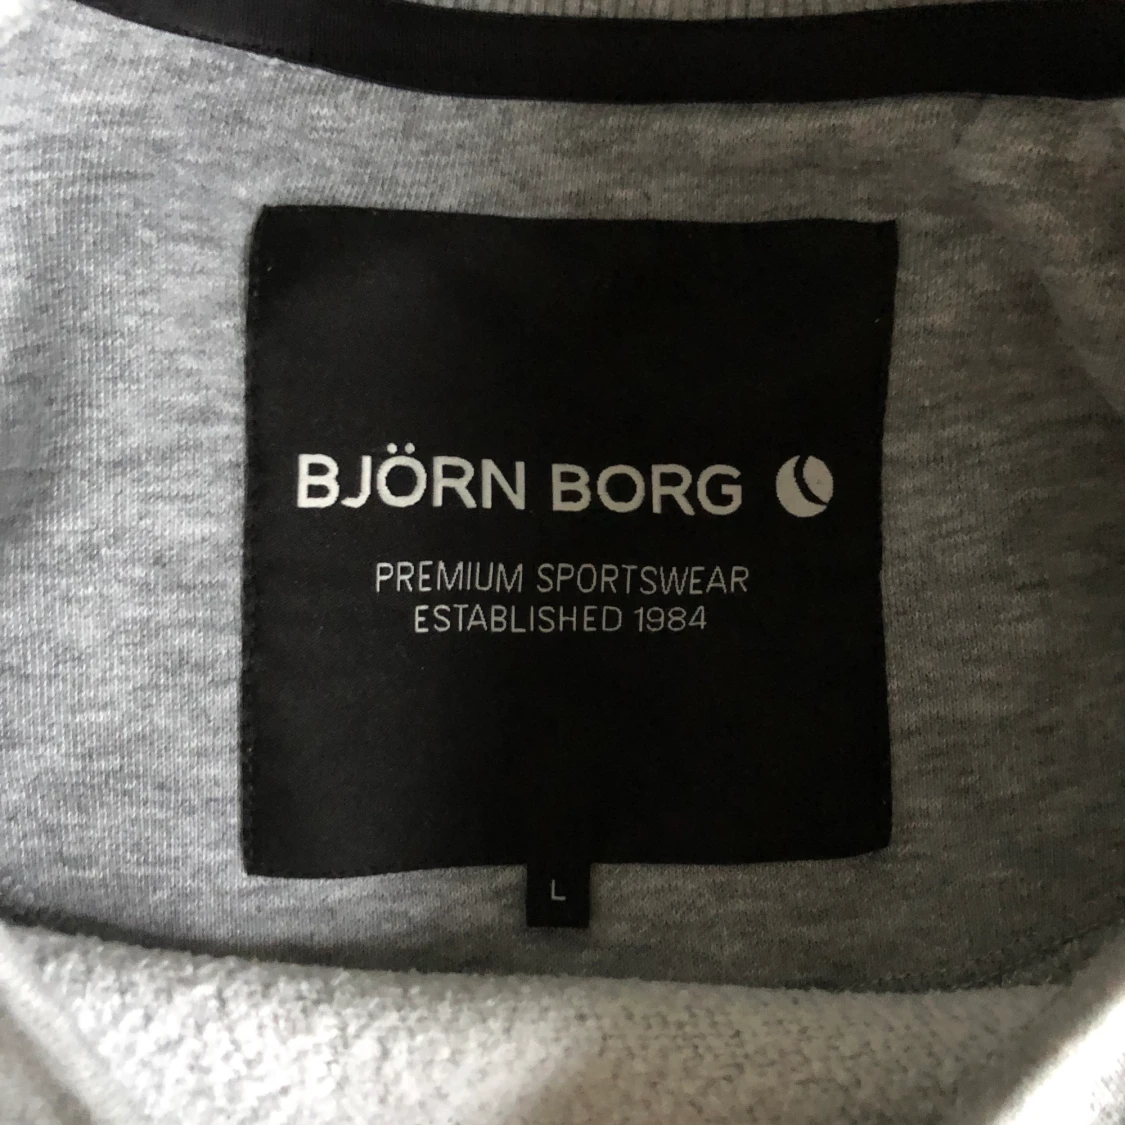 BJÖRN BORG
PREMIUM SPORTSWEAR
ESTABLISHED 1984
L